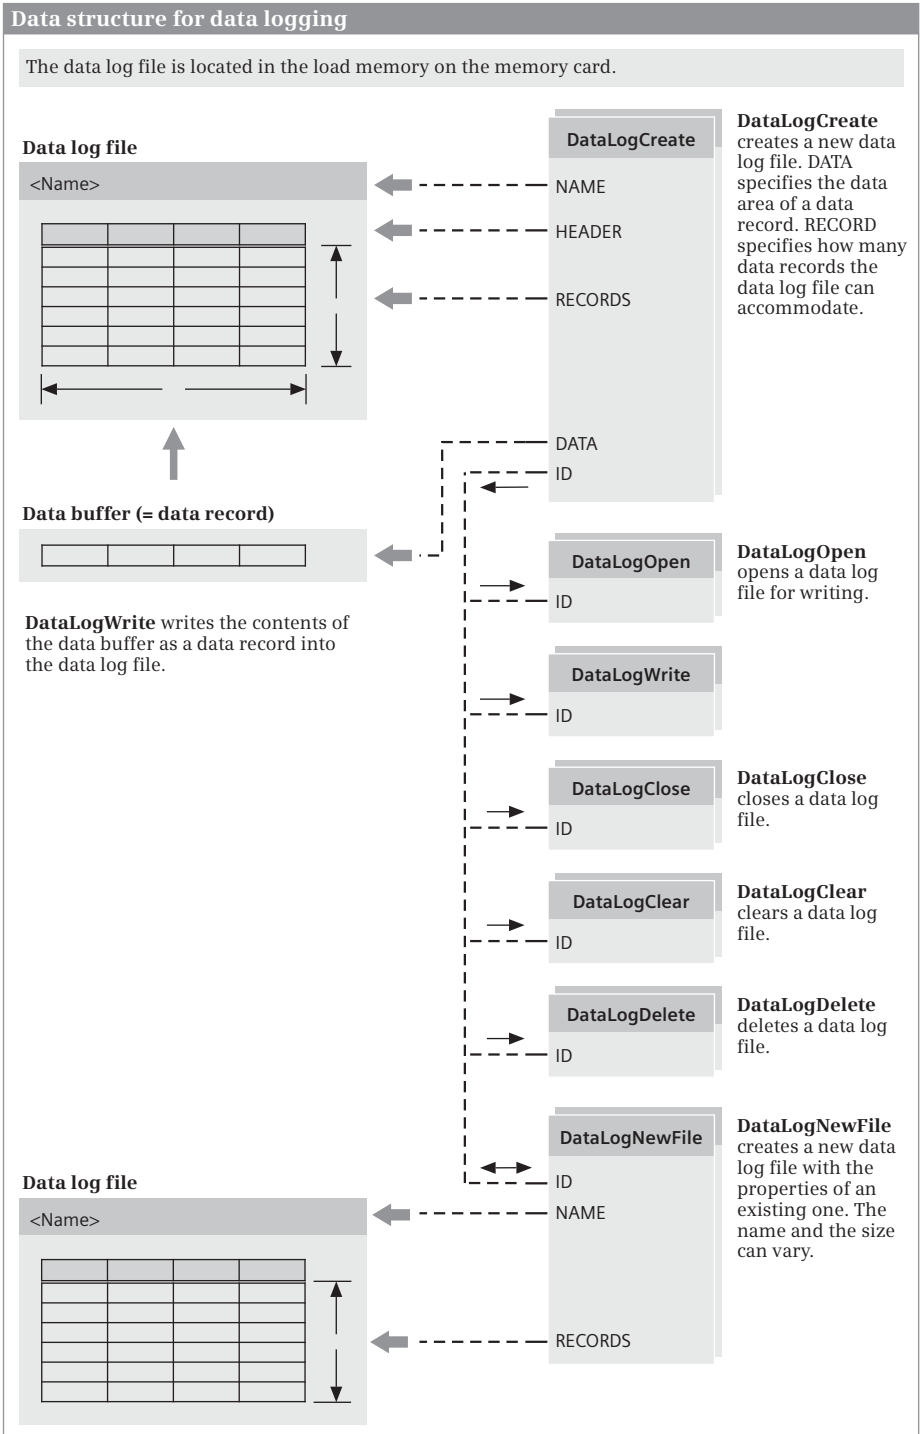 Data structure for data logging
The data log file is located in the load memory on the memory card.
Data log file
<Name>
DataLogCreate
NAME
HEADER
RECORDS
DATA
ID
DataLogCreate
creates a new data
log file. DATA
specifies the data
area of a data
record. RECORD
specifies how many
data records the
data log file can
accommodate.
Data buffer (= data record)
DataLogWrite writes the contents of
the data buffer as a data record into
the data log file.
DataLogOpen
ID
DataLogOpen
opens a data log
file for writing.
DataLogWrite
ID
DataLogClose
ID
DataLogClose
closes a data log
file.
DataLogClear
ID
DataLogClear
clears a data log
file.
DataLogDelete
ID
DataLogDelete
deletes a data log
file.
DataLogNewFile
ID
NAME
RECORDS
DataLogNewFile
creates a new data
log file with the
properties of an
existing one. The
name and the size
can vary.
Data log file
<Name>